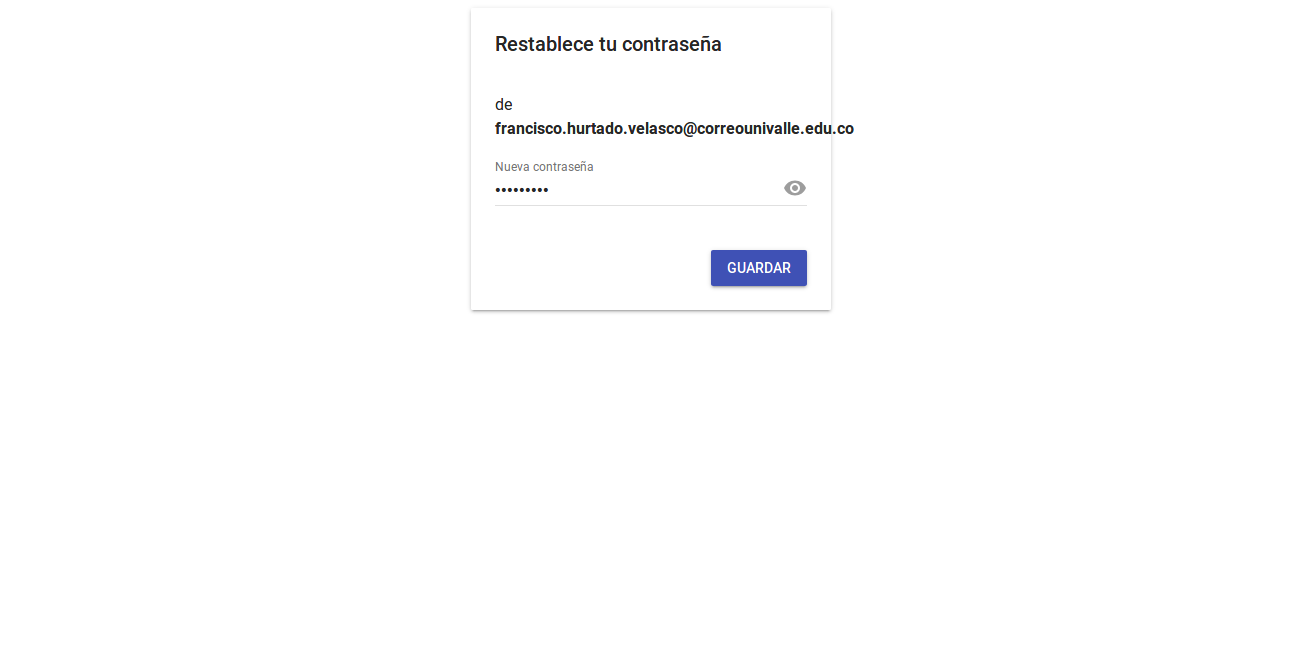 Restablece tu contraseña
de
francisco.hurtado.velasco@correounivalle.edu.co
Nueva contraseña
•••••••••
GUARDAR